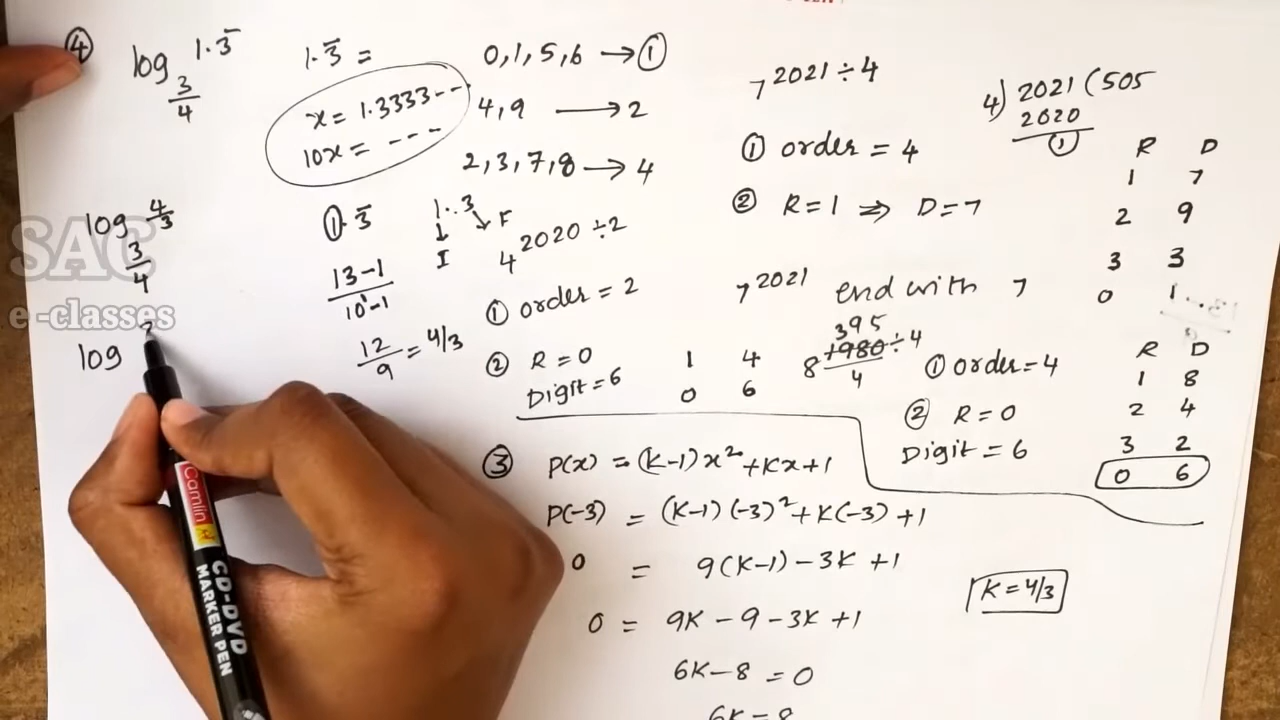 ④ log_{3/4} 1.3̄
1.3̄ =
x = 1.3333---
10x = ---
log_{3/4} 4/3
①.3̄
1..3
I
F
13-1/10¹-1
12/9 = 4/3
log
SAC
e-classes
0,1,5,6 → ①
4,9 → 2
2,3,7,8 → 4
4^2020 ÷2
① order = 2
② R=0
Digit=6
1 4
0 6
7^2021 ÷4
① order = 4
② R=1 ⇒ D=7
7^2021 end with 7
4) 2021 (505
2020
①
R D
1 7
2 9
3 3
0 1
395
8^1980/4 ÷4
① order=4
② R=0
Digit=6
R D
1 8
2 4
3 2
0 6
③ P(x) = (k-1)x²+kx+1
P(-3) = (k-1)(-3)²+k(-3)+1
0 = 9(k-1)-3k+1
0 = 9k-9-3k+1
6k-8 = 0
6k=8
k=4/3
Camlin
CD-DVD
MARKER PEN